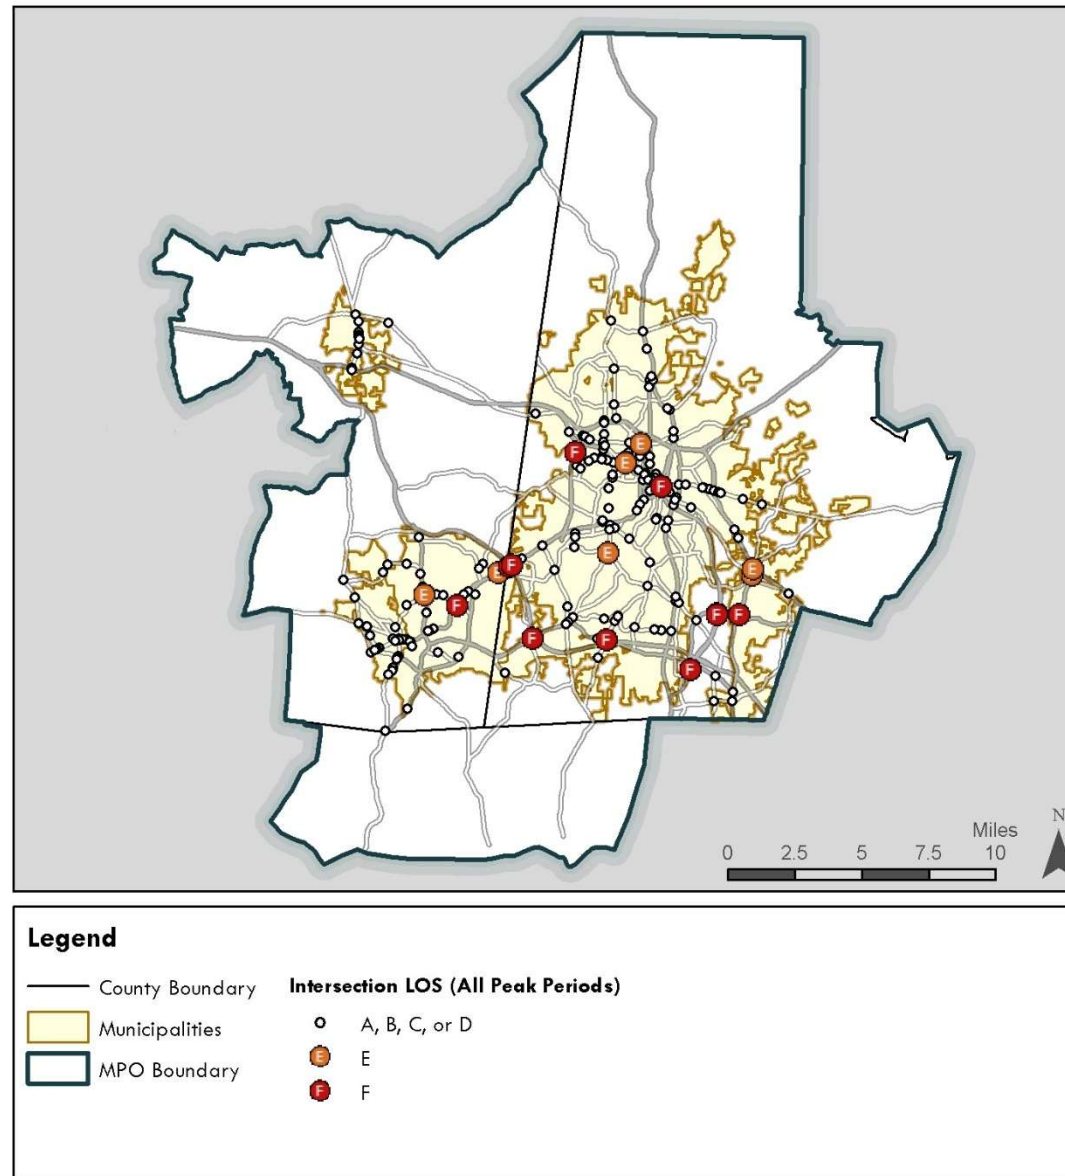 F
E
E
F
E
E
F
E
E
F
F
F
F
F
F
N
Miles
0 2.5 5 7.5 10
Legend
County Boundary
Municipalities
MPO Boundary
Intersection LOS (All Peak Periods)
A, B, C, or D
E E
F F